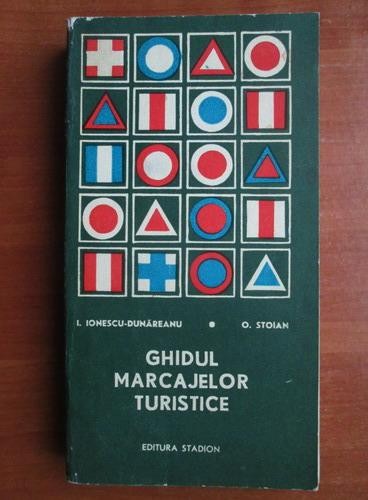 I. IONESCU-DUNĂREANU • O. STOIAN
GHIDUL
MARCAJELOR
TURISTICE
EDITURA STADION